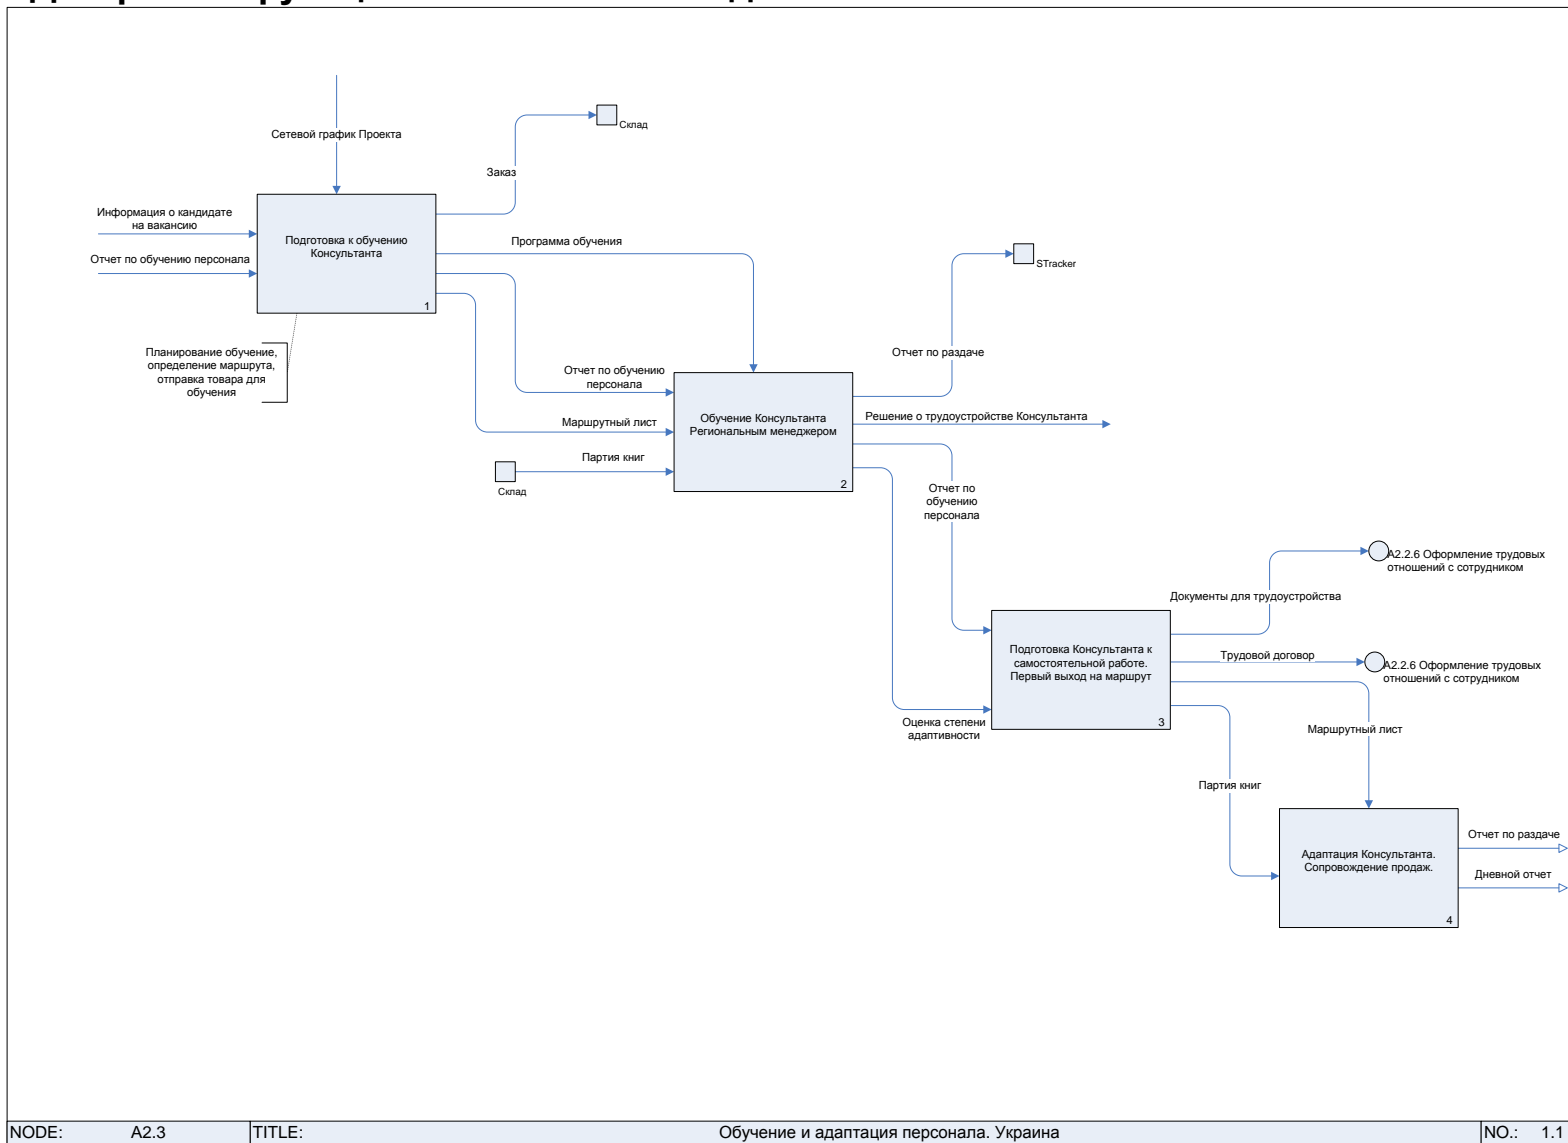 Сетевой график Проекта
Склад
Заказ
Информация о кандидате
на вакансию
Отчет по обучению персонала
Подготовка к обучению
Консультанта
1
Программа обучения
STracker
Планирование обучение,
определение маршрута,
отправка товара для
обучения
Отчет по раздаче
Отчет по обучению
персонала
Маршрутный лист
Партия книг
Склад
Обучение Консультанта
Региональным менеджером
2
Решение о трудоустройстве Консультанта
Отчет по
обучению
персонала
A2.2.6 Оформление трудовых
отношений с сотрудником
Документы для трудоустройства
Подготовка Консультанта к
самостоятельной работе.
Первый выход на маршрут
3
Трудовой договор
A2.2.6 Оформление трудовых
отношений с сотрудником
Оценка степени
адаптивности
Маршрутный лист
Партия книг
Адаптация Консультанта.
Сопровождение продаж.
4
Отчет по раздаче
Дневной отчет
NODE: A2.3 TITLE: Обучение и адаптация персонала. Украина NO.: 1.1